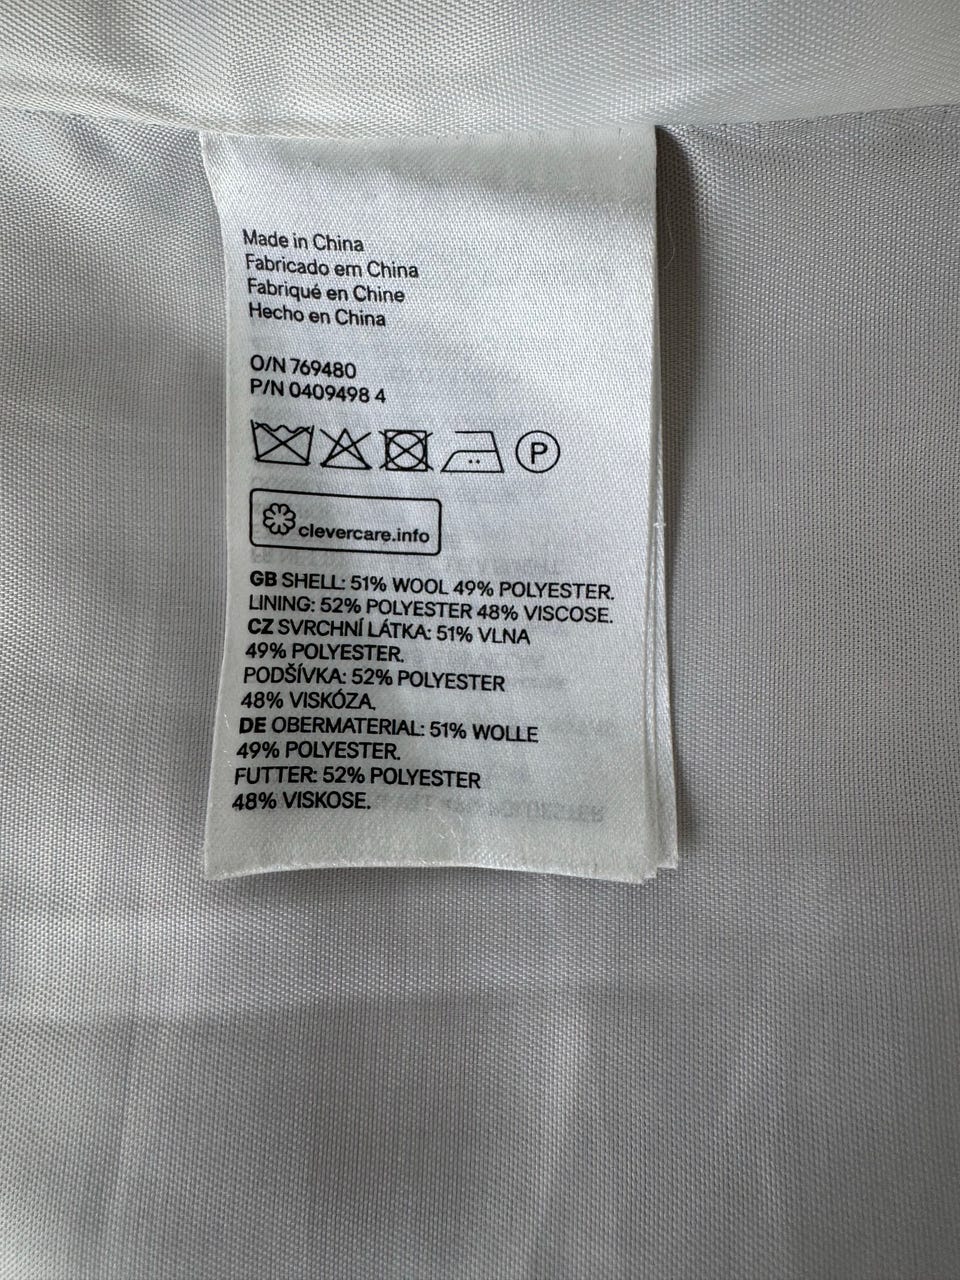 Made in China
Fabricado em China
Fabriqué en Chine
Hecho en China
O/N 769480
P/N 0409498 4
P
clevercare.info
GB SHELL: 51% WOOL 49% POLYESTER.
LINING: 52% POLYESTER 48% VISCOSE.
CZ SVRCHNÍ LÁTKA: 51% VLNA
49% POLYESTER.
PODŠÍVKA: 52% POLYESTER
48% VISKÓZA.
DE OBERMATERIAL: 51% WOLLE
49% POLYESTER.
FUTTER: 52% POLYESTER
48% VISKOSE.